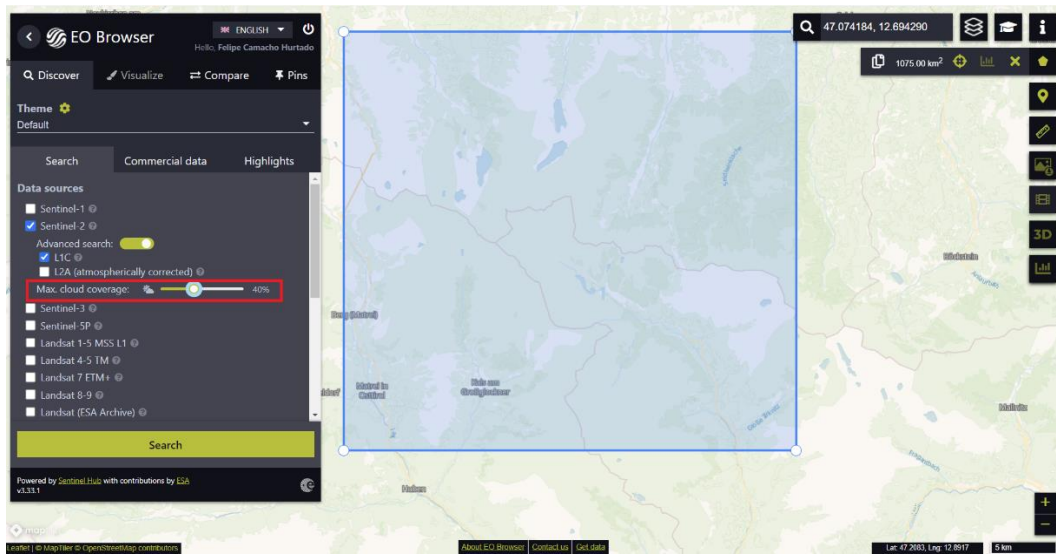 EO Browser
ENGLISH
Hello, Felipe Camacho Hurtado
Discover
Visualize
Compare
Pins
Theme
Default
Search
Commercial data
Highlights
Data sources
Sentinel-1
Sentinel-2
Advanced search:
L1C
L2A (atmospherically corrected)
Max. cloud coverage:
40%
Sentinel-3
Sentinel-5P
Landsat 1-5 MSS L1
Landsat 4-5 TM
Landsat 7 ETM+
Landsat 8-9
Landsat (ESA Archive)
Search
Powered by Sentinel Hub with contributions by ESA
v3.33.1
Leaflet | © MapTiler © OpenStreetMap contributors
47.074184, 12.694290
1075.00 km²
3D
Matrei in
Osttirol
Kals am
Großglockner
Huben
Mallnitz
About EO Browser
Contact us
Get data
Lat: 47.2083, Lng: 12.8917
5 km